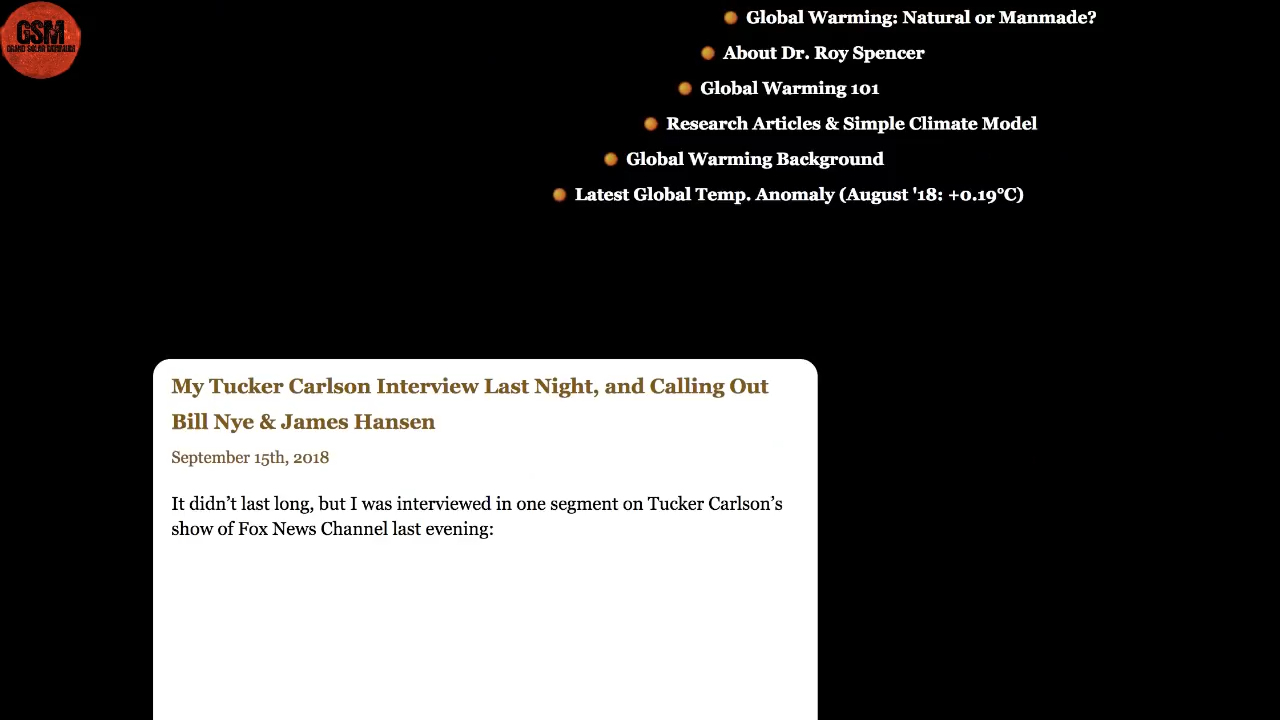 GSM
GRAND SOLAR MINIMUM
Global Warming: Natural or Manmade?
About Dr. Roy Spencer
Global Warming 101
Research Articles & Simple Climate Model
Global Warming Background
Latest Global Temp. Anomaly (August '18: +0.19°C)
My Tucker Carlson Interview Last Night, and Calling Out
Bill Nye & James Hansen
September 15th, 2018
It didn’t last long, but I was interviewed in one segment on Tucker Carlson’s
show of Fox News Channel last evening: